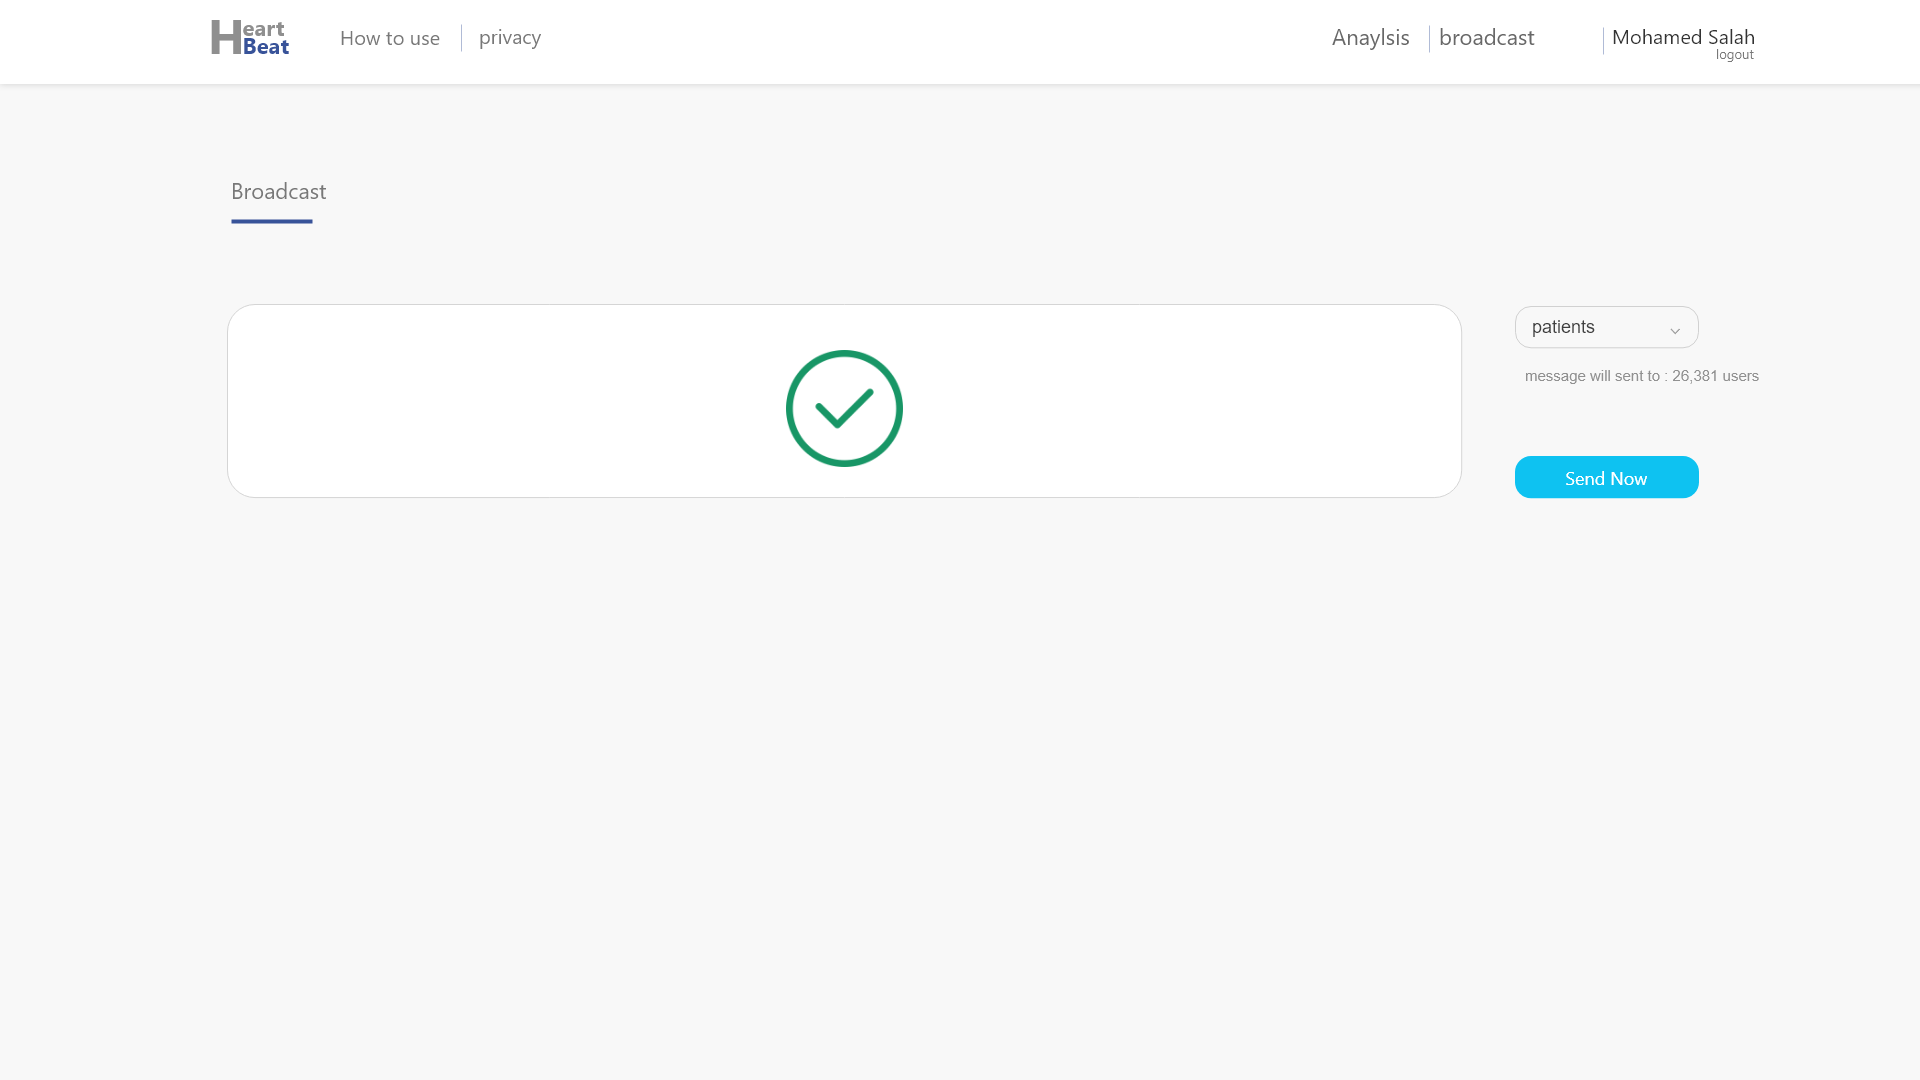 Heart
Beat
How to use
privacy
Anaylsis
broadcast
Mohamed Salah
logout
Broadcast
patients
message will sent to : 26,381 users
Send Now